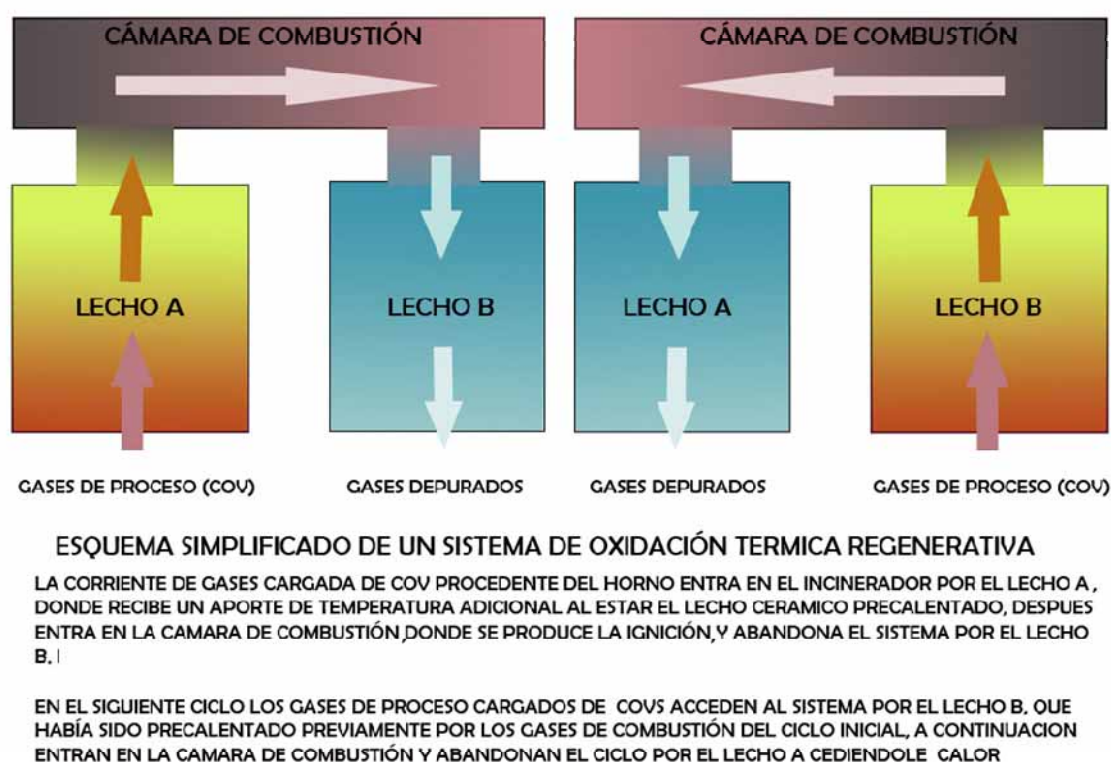 CÁMARA DE COMBUSTIÓN
CÁMARA DE COMBUSTIÓN
LECHO A
LECHO B
LECHO A
LECHO B
GASES DE PROCESO (COV)
GASES DEPURADOS
GASES DEPURADOS
GASES DE PROCESO (COV)
ESQUEMA SIMPLIFICADO DE UN SISTEMA DE OXIDACIÓN TERMICA REGENERATIVA
LA CORRIENTE DE GASES CARGADA DE COV PROCEDENTE DEL HORNO ENTRA EN EL INCINERADOR POR EL LECHO A ,
DONDE RECIBE UN APORTE DE TEMPERATURA ADICIONAL AL ESTAR EL LECHO CERAMICO PRECALENTADO, DESPUES
ENTRA EN LA CAMARA DE COMBUSTIÓN,DONDE SE PRODUCE LA IGNICIÓN,Y ABANDONA EL SISTEMA POR EL LECHO
B.
EN EL SIGUIENTE CICLO LOS GASES DE PROCESO CARGADOS DE COVS ACCEDEN AL SISTEMA POR EL LECHO B, QUE
HABÍA SIDO PRECALENTADO PREVIAMENTE POR LOS GASES DE COMBUSTIÓN DEL CICLO INICIAL, A CONTINUACION
ENTRAN EN LA CAMARA DE COMBUSTIÓN Y ABANDONAN EL CICLO POR EL LECHO A CEDIENDOLE CALOR